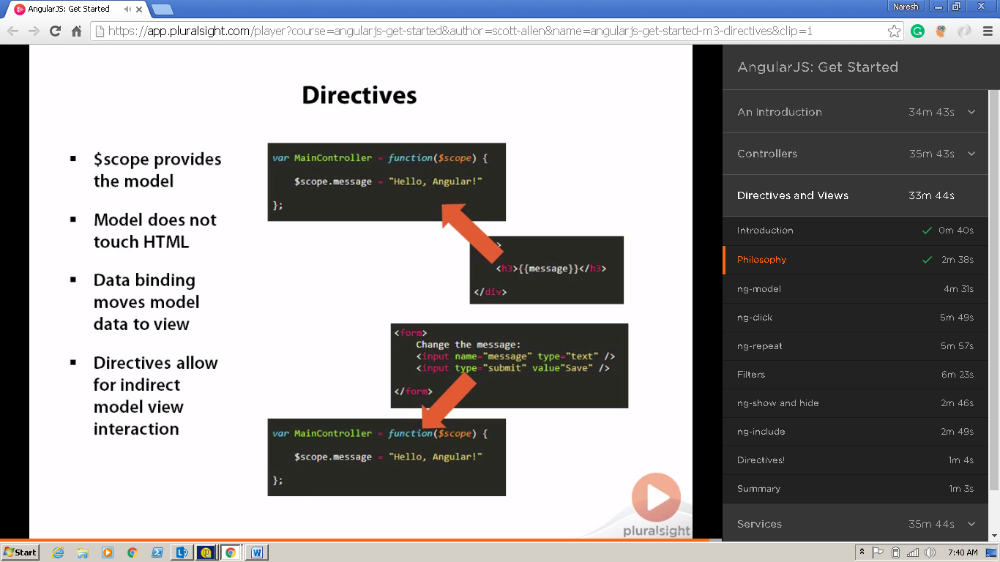 AngularJS: Get Started
Naresh
https://app.pluralsight.com/player?course=angularjs-get-started&author=scott-allen&name=angularjs-get-started-m3-directives&clip=1
Directives
▪ $scope provides
the model
▪ Model does not
touch HTML
▪ Data binding
moves model
data to view
▪ Directives allow
for indirect
model view
interaction
var MainController = function($scope) {
$scope.message = "Hello, Angular!"
};
>
<h3>{{message}}</h3>
</div>
<form>
Change the message:
<input name="message" type="text" />
<input type="submit" value"Save" />
</form>
var MainController = function($scope) {
$scope.message = "Hello, Angular!"
};
pluralsight
AngularJS: Get Started
An Introduction 34m 43s
Controllers 35m 43s
Directives and Views 33m 44s
Introduction 0m 40s
Philosophy 2m 38s
ng-model 4m 31s
ng-click 5m 49s
ng-repeat 5m 57s
Filters 6m 23s
ng-show and hide 2m 46s
ng-include 2m 49s
Directives! 1m 4s
Summary 1m 3s
Services 35m 44s
Start
7:40 AM